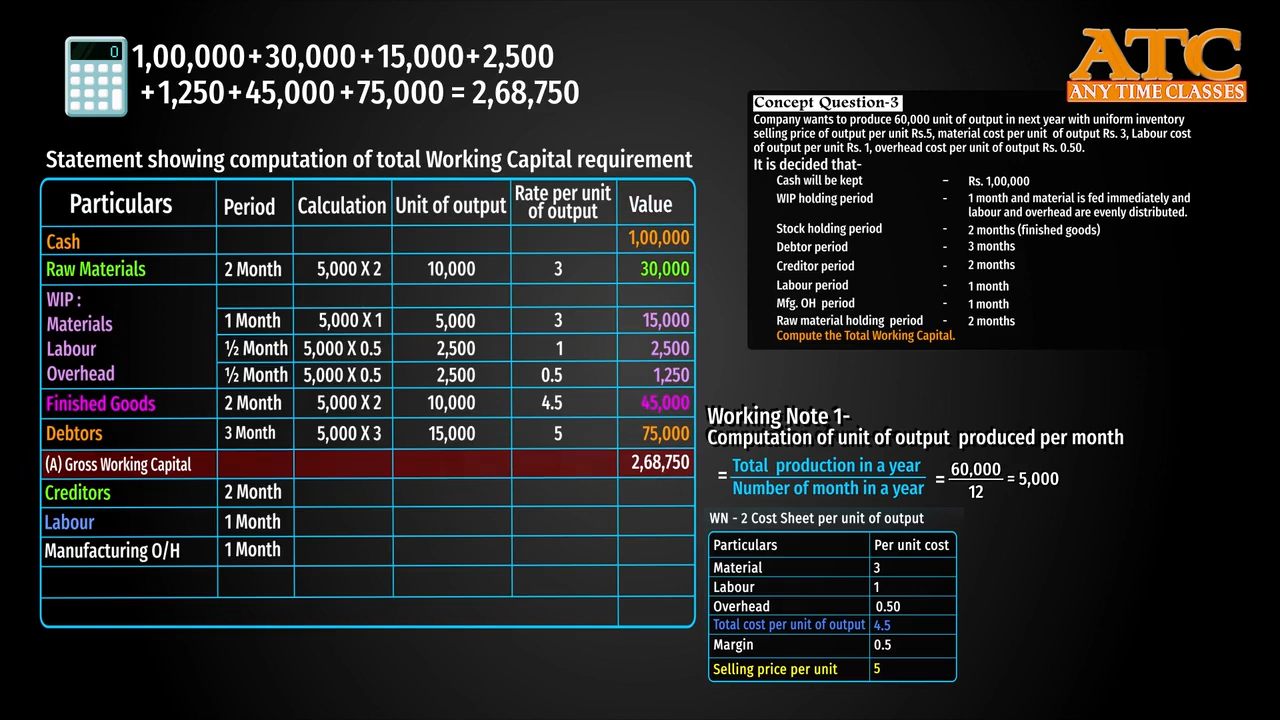 0
1,00,000+30,000+15,000+2,500
+1,250+45,000+75,000 = 2,68,750
ATC
ANY TIME CLASSES
Concept Question-3
Company wants to produce 60,000 unit of output in next year with uniform inventory
selling price of output per unit Rs.5, material cost per unit of output Rs. 3, Labour cost
of output per unit Rs. 1, overhead cost per unit of output Rs. 0.50.
It is decided that-
Cash will be kept - Rs. 1,00,000
WIP holding period - 1 month and material is fed immediately and
labour and overhead are evenly distributed.
Stock holding period - 2 months (finished goods)
Debtor period - 3 months
Creditor period - 2 months
Labour period - 1 month
Mfg. OH period - 1 month
Raw material holding period - 2 months
Compute the Total Working Capital.
Statement showing computation of total Working Capital requirement
Particulars Period Calculation Unit of output Rate per unit of output Value
Cash 1,00,000
Raw Materials 2 Month 5,000 X 2 10,000 3 30,000
WIP :
Materials 1 Month 5,000 X 1 5,000 3 15,000
Labour ½ Month 5,000 X 0.5 2,500 1 2,500
Overhead ½ Month 5,000 X 0.5 2,500 0.5 1,250
Finished Goods 2 Month 5,000 X 2 10,000 4.5 45,000
Debtors 3 Month 5,000 X 3 15,000 5 75,000
(A) Gross Working Capital 2,68,750
Creditors 2 Month
Labour 1 Month
Manufacturing O/H 1 Month
Working Note 1-
Computation of unit of output produced per month
= Total production in a year / Number of month in a year = 60,000 / 12 = 5,000
WN - 2 Cost Sheet per unit of output
Particulars Per unit cost
Material 3
Labour 1
Overhead 0.50
Total cost per unit of output 4.5
Margin 0.5
Selling price per unit 5